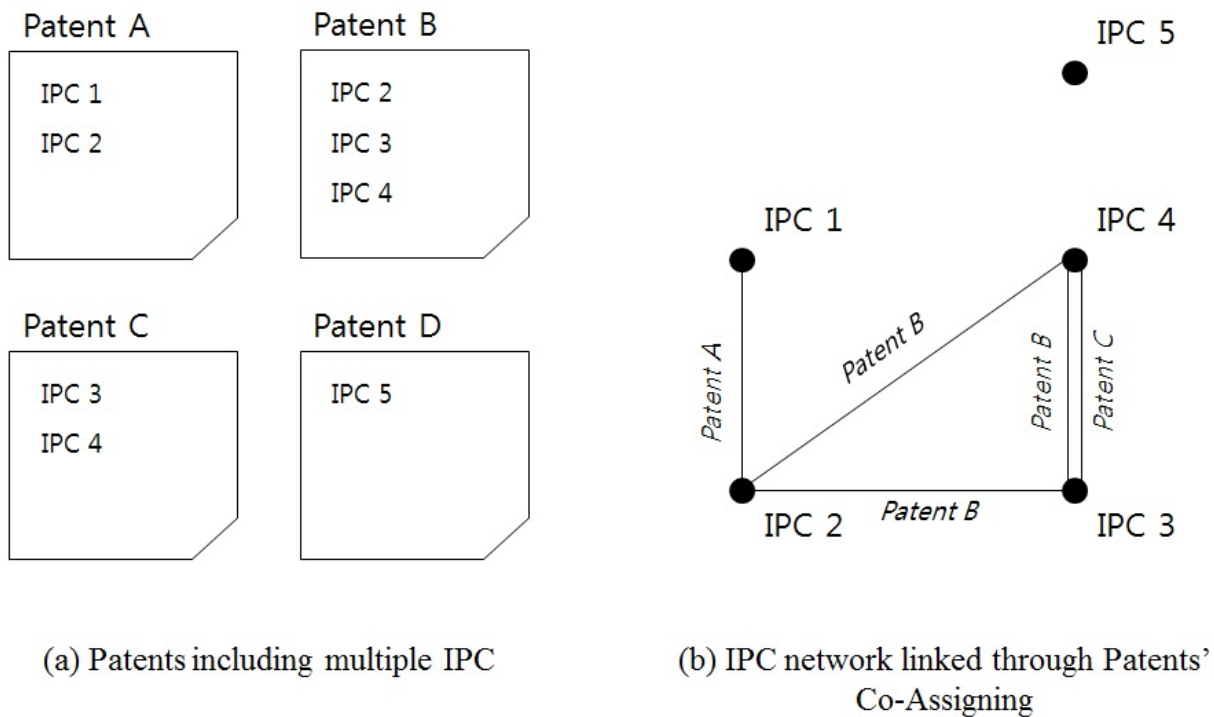 Patent A
IPC 1
IPC 2
Patent B
IPC 2
IPC 3
IPC 4
Patent C
IPC 3
IPC 4
Patent D
IPC 5
(a) Patents including multiple IPC
IPC 5
IPC 1
IPC 4
Patent A
Patent B
Patent B
Patent C
IPC 2
Patent B
IPC 3
(b) IPC network linked through Patents’
Co-Assigning